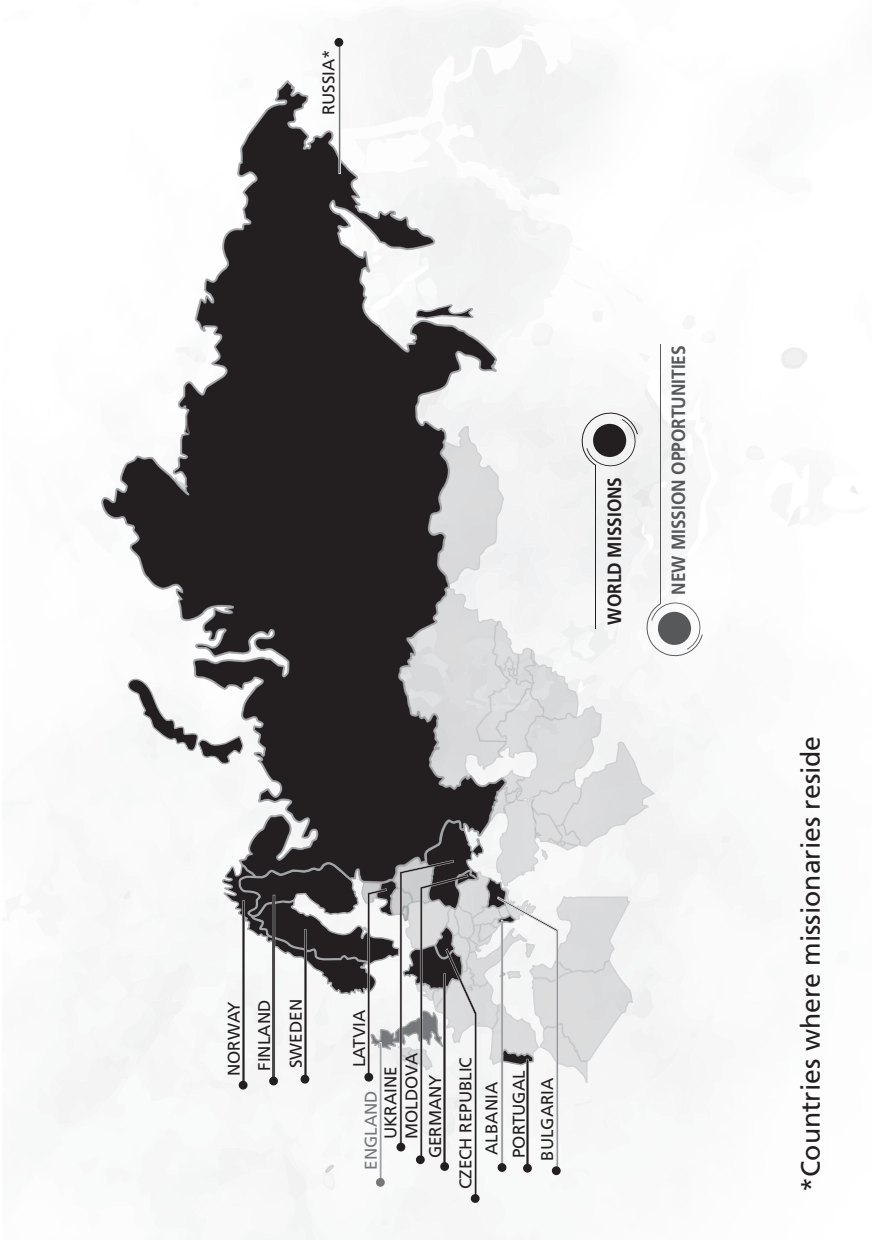 NORWAY
FINLAND
SWEDEN
RUSSIA*
LATVIA
ENGLAND
UKRAINE
MOLDOVA
GERMANY
CZECH REPUBLIC
ALBANIA
PORTUGAL
BULGARIA
WORLD MISSIONS
NEW MISSION OPPORTUNITIES
*Countries where missionaries reside